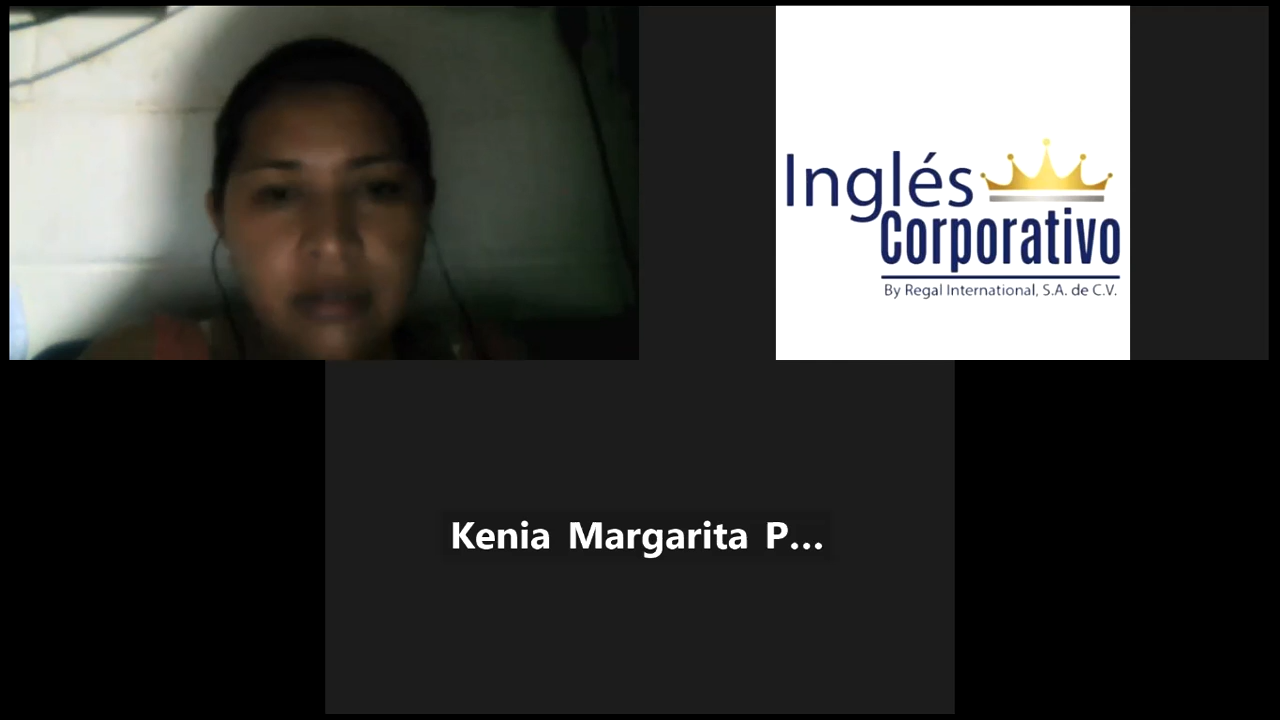 Inglés
Corporativo
By Regal International, S.A. de C.V.
Kenia Margarita P...